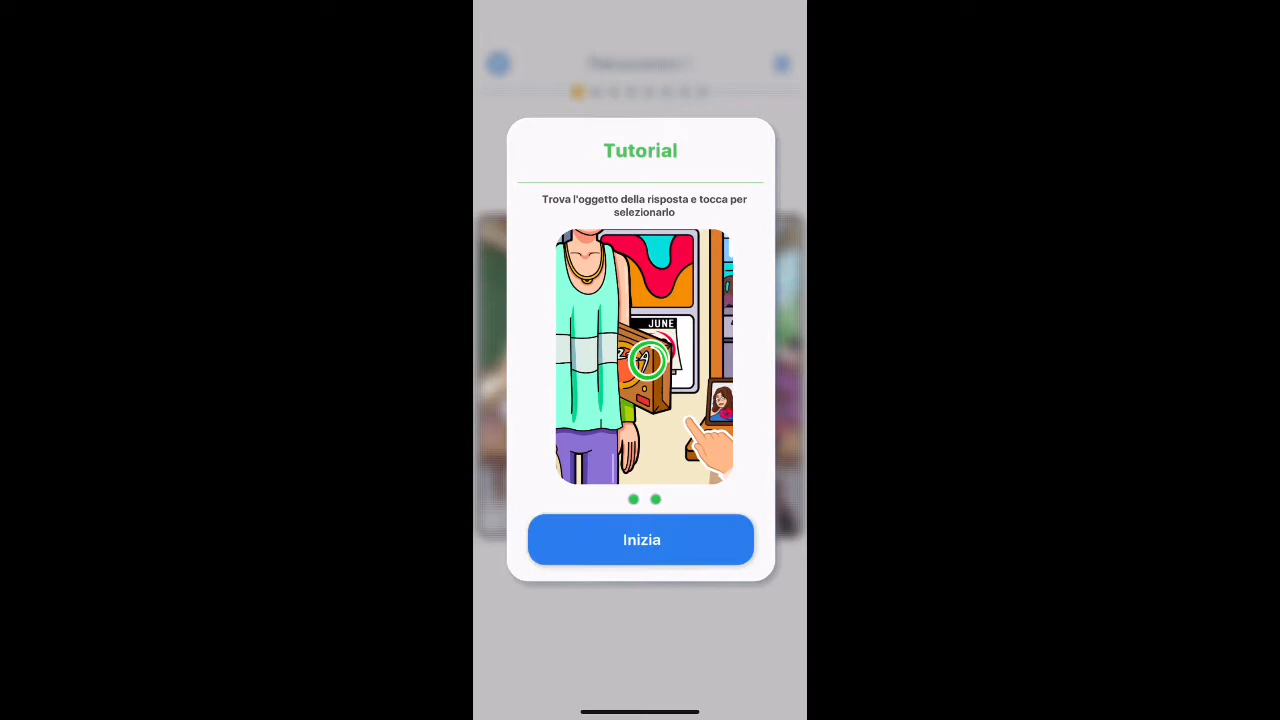 Tutorial
Trova l'oggetto della risposta e tocca per
selezionarlo
JUNE
Inizia